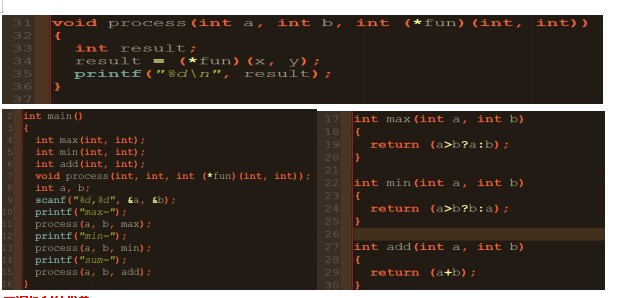 31 void process(int a, int b, int (*fun)(int, int))
32 {
33 int result;
34 result = (*fun)(x, y);
35 printf("%d\n", result);
36 }
37
2 int main()
3 {
4 int max(int, int);
5 int min(int, int);
6 int add(int, int);
7 void process(int, int, int (*fun)(int, int));
8 int a, b;
9 scanf("%d,%d", &a, &b);
10 printf("max=");
11 process(a, b, max);
12 printf("min=");
13 process(a, b, min);
14 printf("sum=");
15 process(a, b, add);
16 }
17 int max(int a, int b)
18 {
19 return (a>b?a:b);
20 }
21
22 int min(int a, int b)
23 {
24 return (a>b?b:a);
25 }
26
27 int add(int a, int b)
28 {
29 return (a+b);
30 }